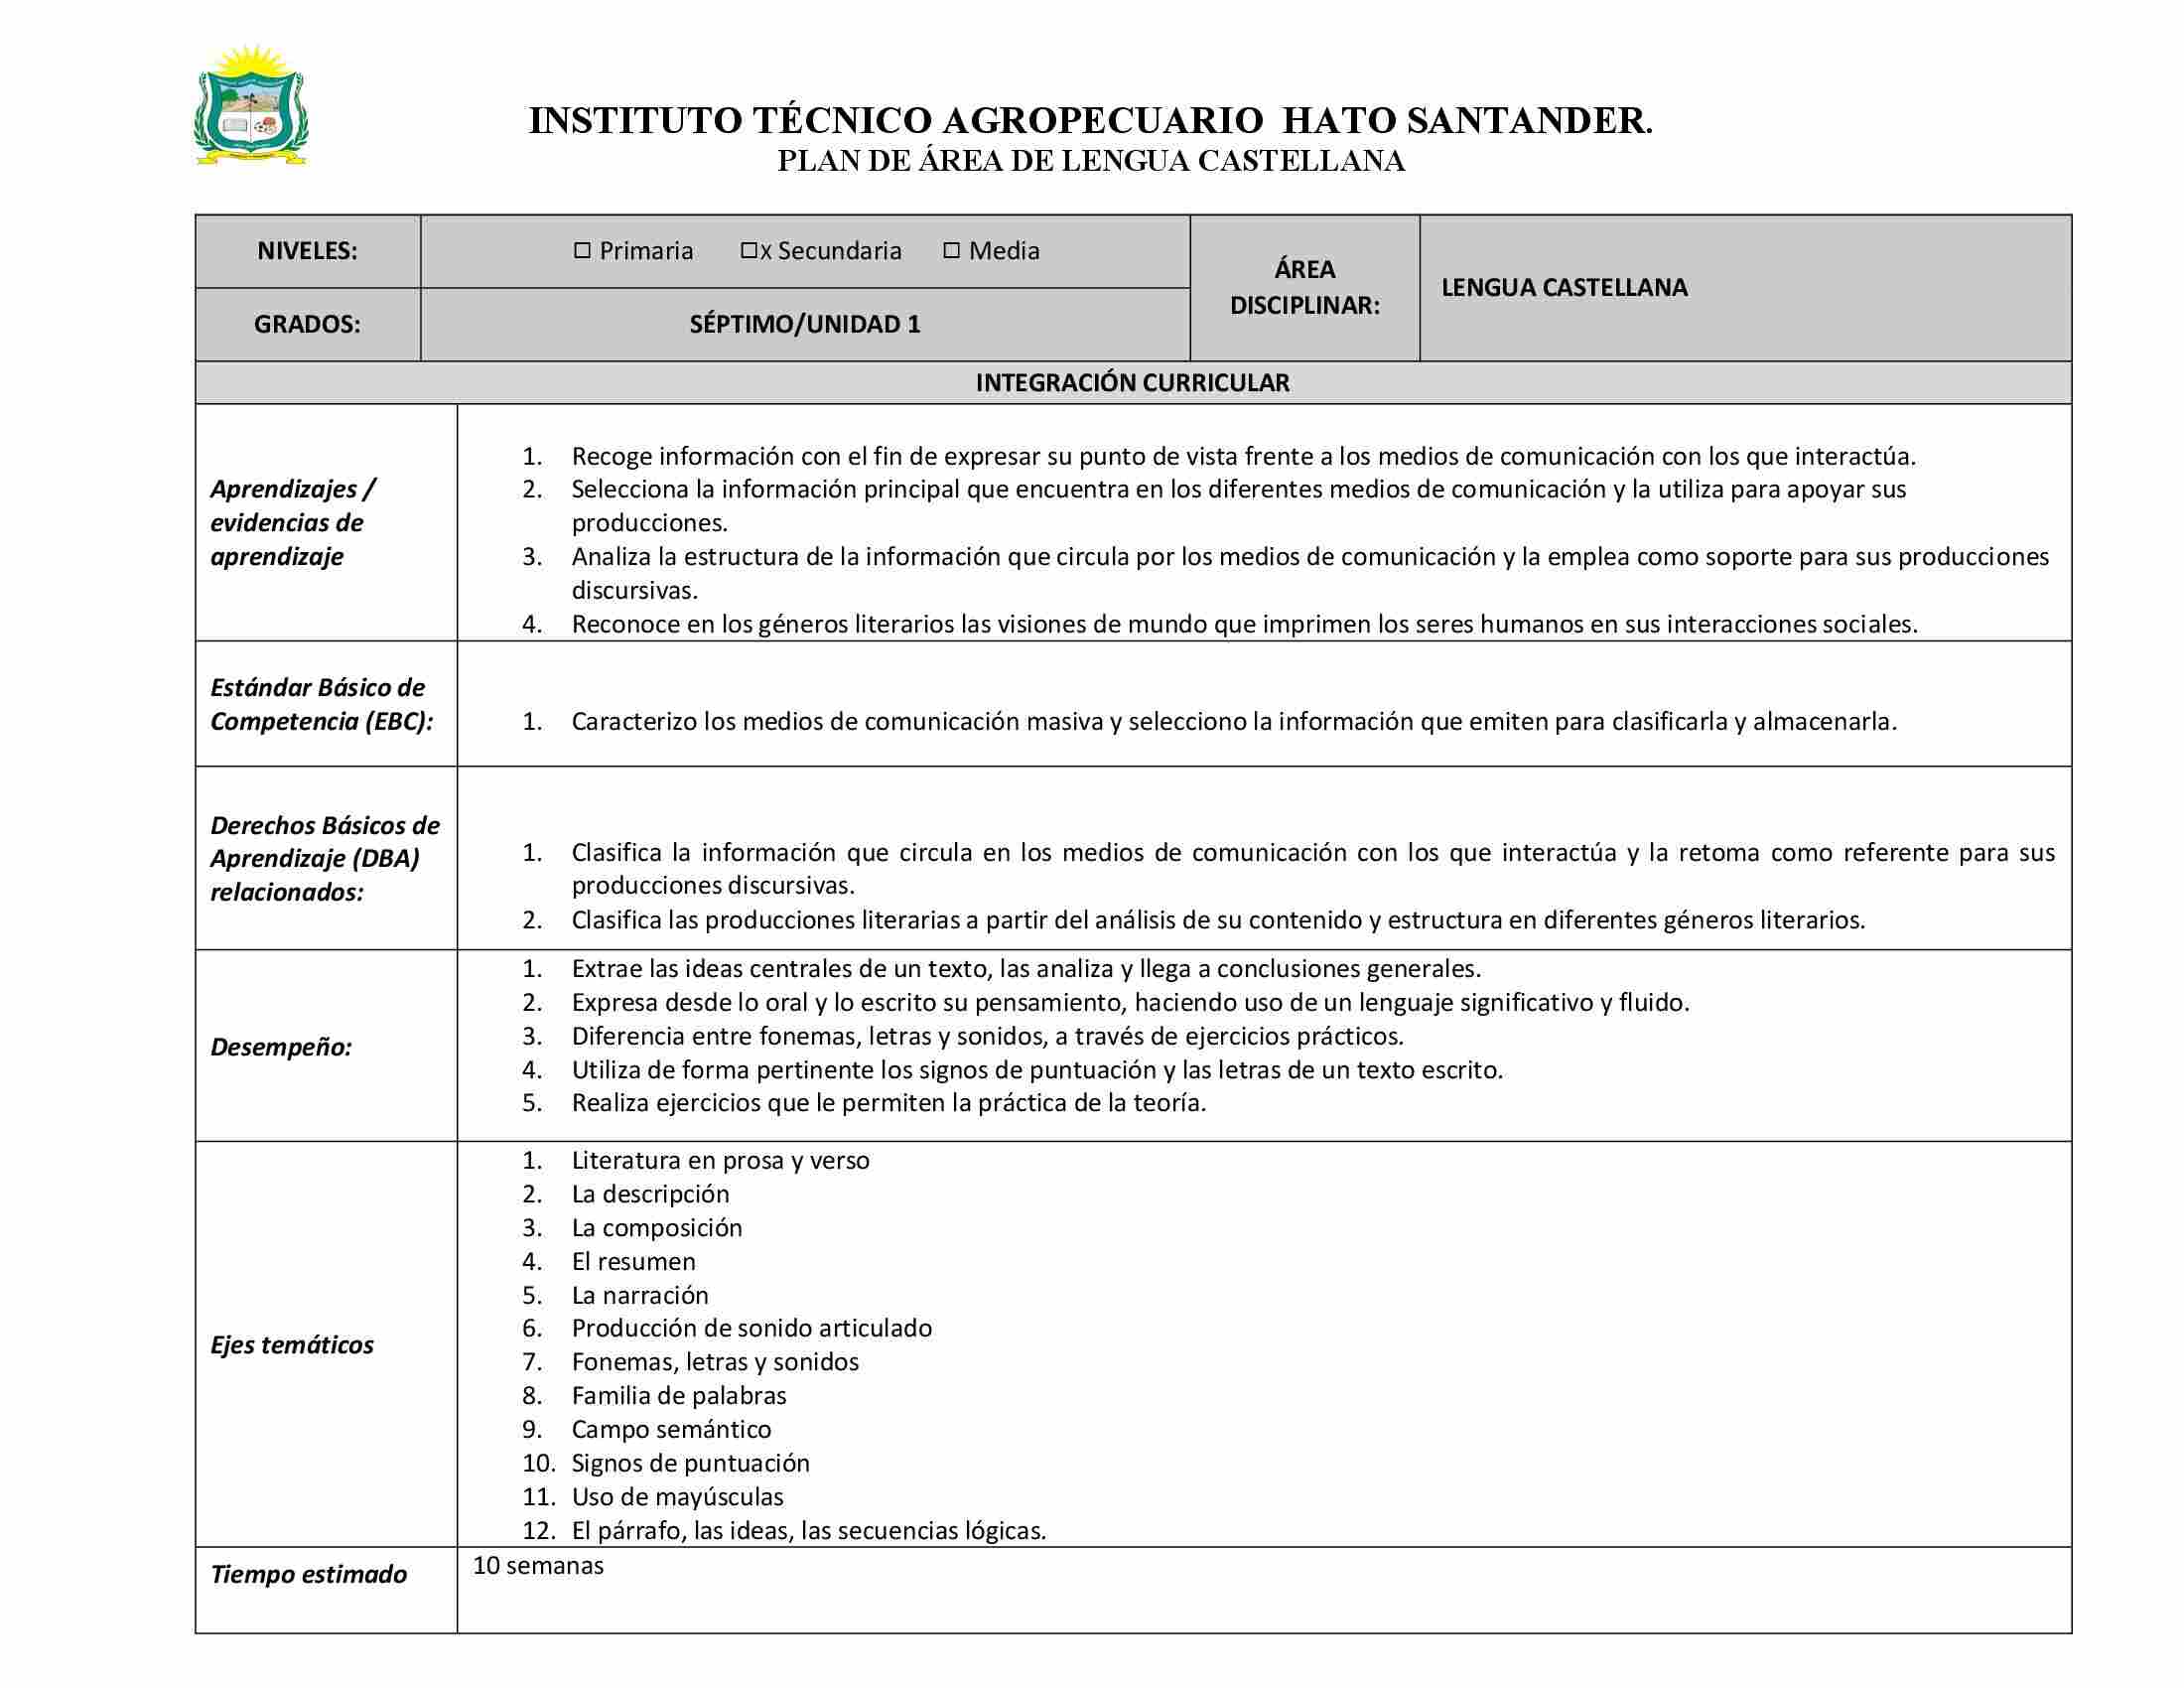 INSTITUTO TÉCNICO AGROPECUARIO HATO SANTANDER.
PLAN DE ÁREA DE LENGUA CASTELLANA
NIVELES:
☐ Primaria ☐x Secundaria ☐ Media
ÁREA
DISCIPLINAR:
LENGUA CASTELLANA
GRADOS:
SÉPTIMO/UNIDAD 1
INTEGRACIÓN CURRICULAR
Aprendizajes /
evidencias de
aprendizaje
1. Recoge información con el fin de expresar su punto de vista frente a los medios de comunicación con los que interactúa.
2. Selecciona la información principal que encuentra en los diferentes medios de comunicación y la utiliza para apoyar sus
producciones.
3. Analiza la estructura de la información que circula por los medios de comunicación y la emplea como soporte para sus producciones
discursivas.
4. Reconoce en los géneros literarios las visiones de mundo que imprimen los seres humanos en sus interacciones sociales.
Estándar Básico de
Competencia (EBC):
1. Caracterizo los medios de comunicación masiva y selecciono la información que emiten para clasificarla y almacenarla.
Derechos Básicos de
Aprendizaje (DBA)
relacionados:
1. Clasifica la información que circula en los medios de comunicación con los que interactúa y la retoma como referente para sus
producciones discursivas.
2. Clasifica las producciones literarias a partir del análisis de su contenido y estructura en diferentes géneros literarios.
Desempeño:
1. Extrae las ideas centrales de un texto, las analiza y llega a conclusiones generales.
2. Expresa desde lo oral y lo escrito su pensamiento, haciendo uso de un lenguaje significativo y fluido.
3. Diferencia entre fonemas, letras y sonidos, a través de ejercicios prácticos.
4. Utiliza de forma pertinente los signos de puntuación y las letras de un texto escrito.
5. Realiza ejercicios que le permiten la práctica de la teoría.
Ejes temáticos
1. Literatura en prosa y verso
2. La descripción
3. La composición
4. El resumen
5. La narración
6. Producción de sonido articulado
7. Fonemas, letras y sonidos
8. Familia de palabras
9. Campo semántico
10. Signos de puntuación
11. Uso de mayúsculas
12. El párrafo, las ideas, las secuencias lógicas.
Tiempo estimado
10 semanas